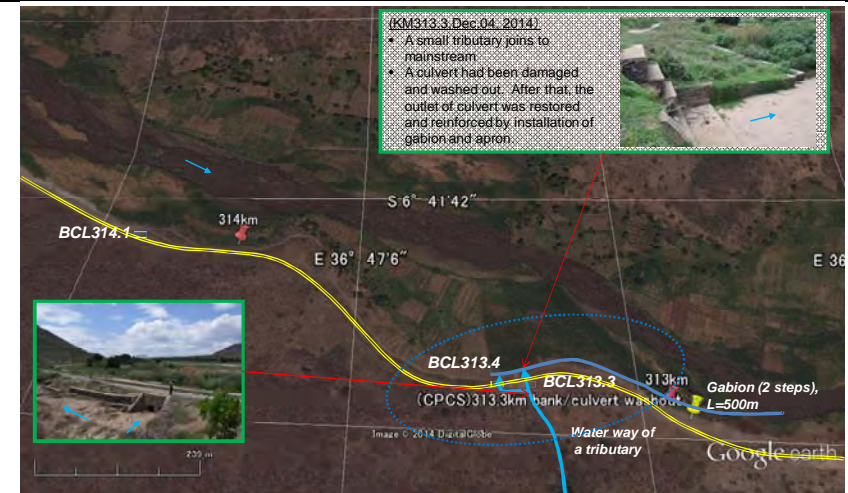 (KM313.3,Dec.04, 2014)
• A small tributary joins to
mainstream
• A culvert had been damaged
and washed out. After that, the
outlet of culvert was restored
and reinforced by installation of
gabion and apron.
S 6° 41'42"
314km
BCL314.1
E 36° 47'6"
E 36
BCL313.4
BCL313.3
313km
(CPCS)313.3km bank/culvert washout
Gabion (2 steps),
L=500m
Water way of
a tributary
Image © 2014 DigitalGlobe
Google earth
239 m